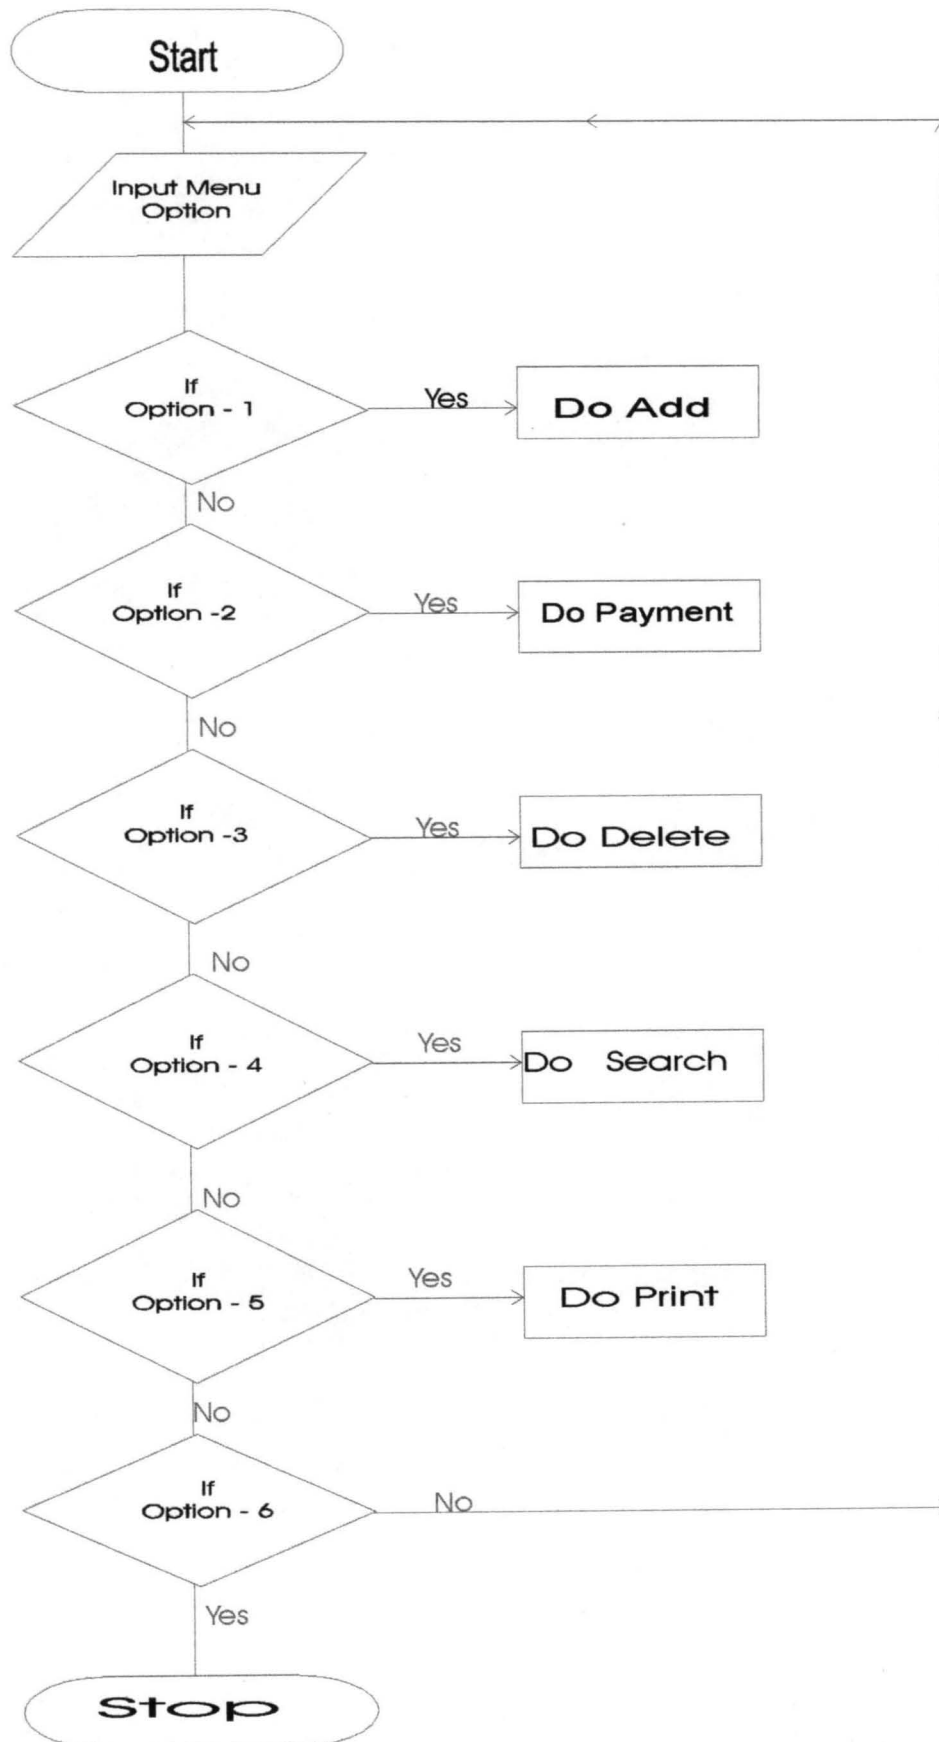 Start
Input Menu
Option
If
Option - 1
Yes
Do Add
No
If
Option -2
Yes
Do Payment
No
If
Option -3
Yes
Do Delete
No
If
Option - 4
Yes
Do Search
No
If
Option - 5
Yes
Do Print
No
If
Option - 6
No
Yes
Stop